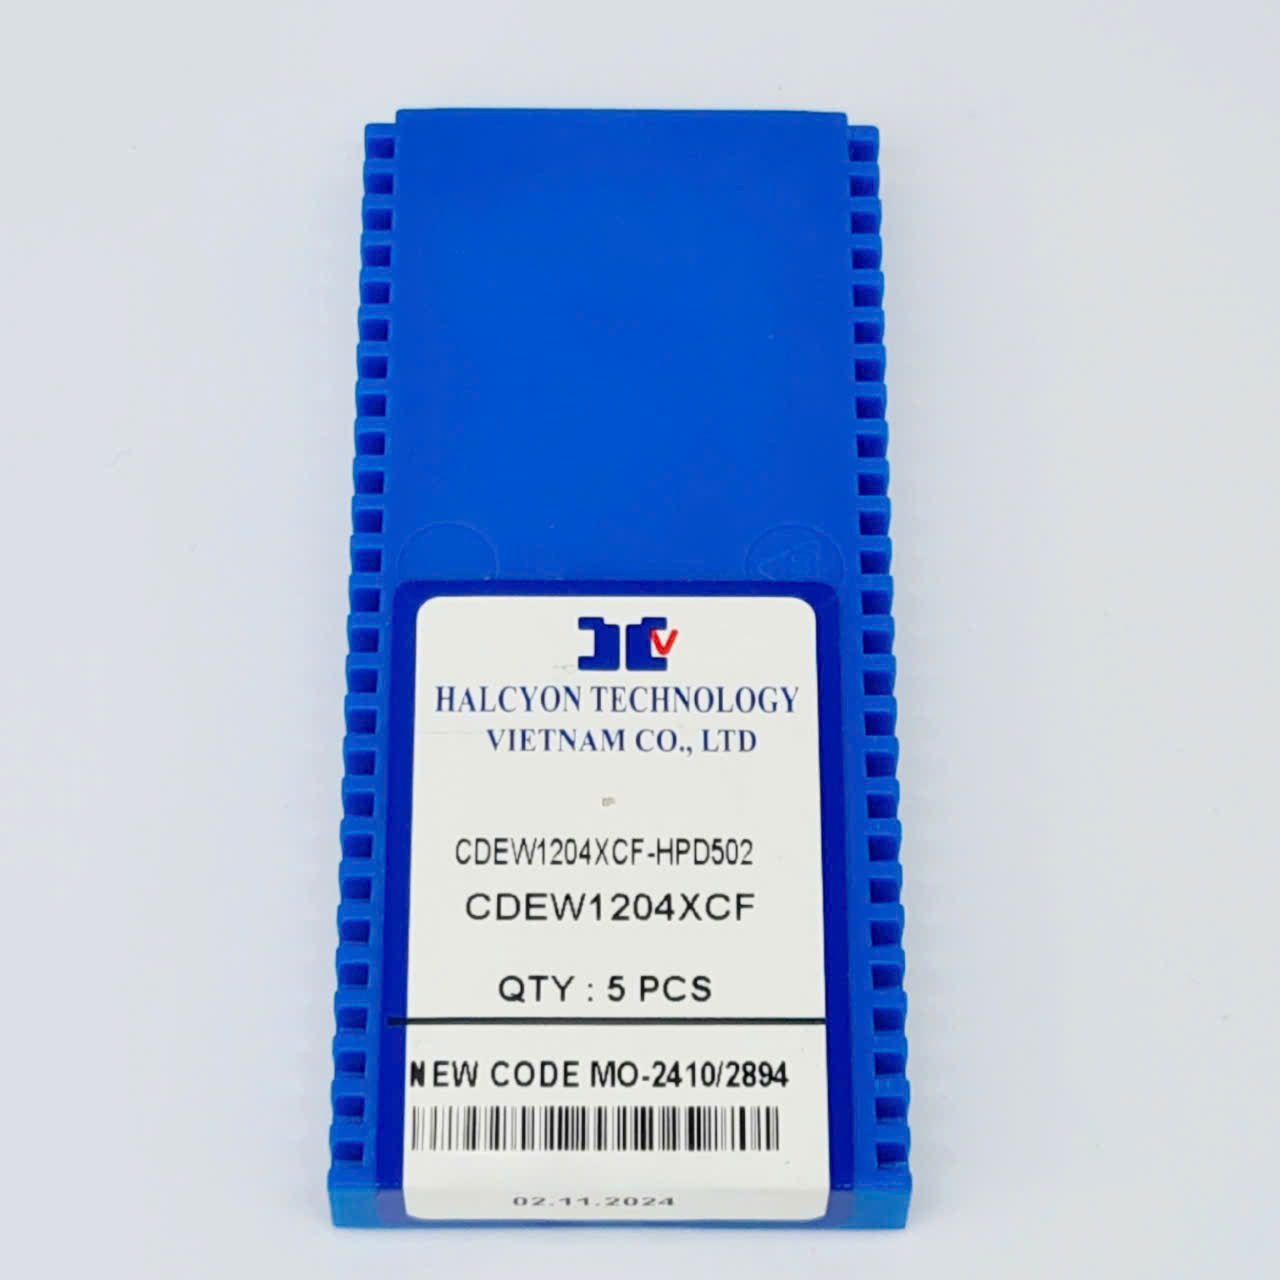 V
HALCYON TECHNOLOGY
VIETNAM CO., LTD
CDEW1204XCF-HPD502
CDEW1204XCF
QTY : 5 PCS
NEW CODE MO-2410/2894
02.11.2024